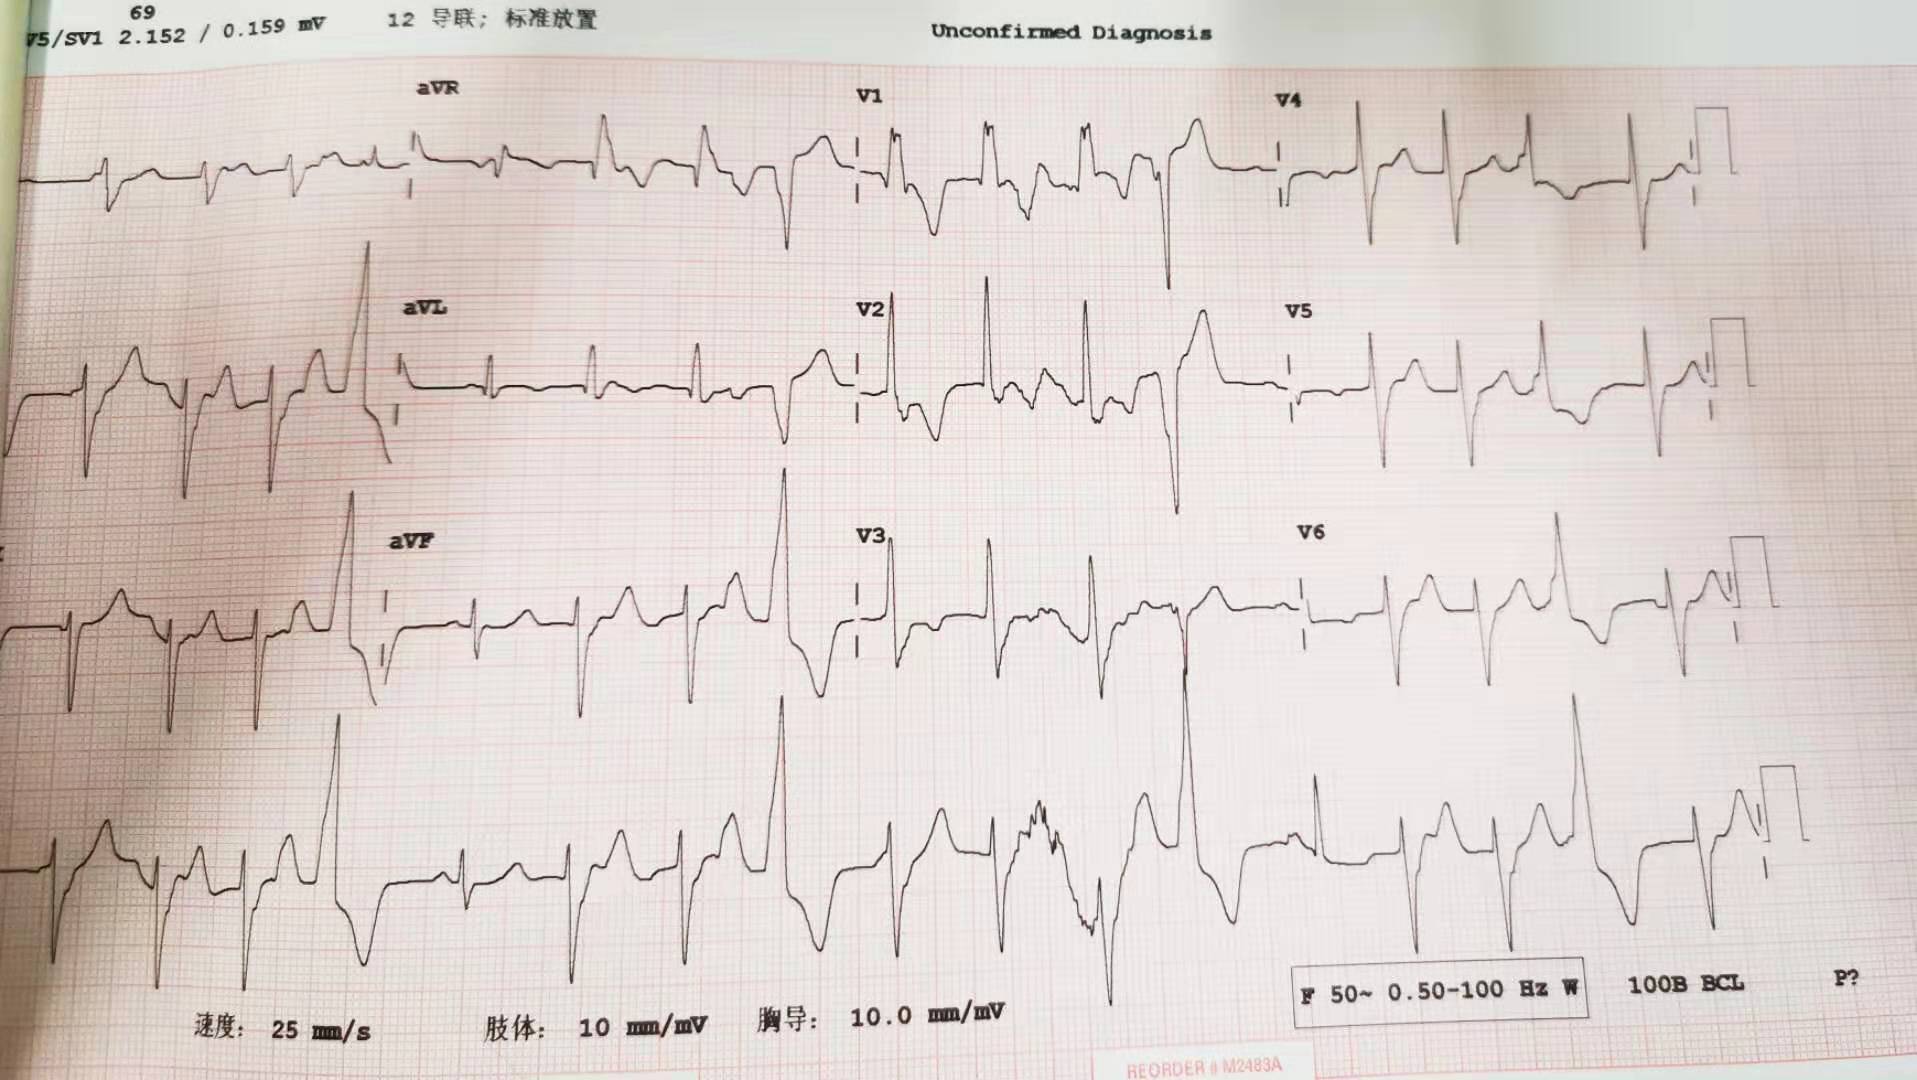 69
V5/SV1 2.152 / 0.159 mV
12 导联; 标准放置
Unconfirmed Diagnosis
aVR
V1
V4
aVL
V2
V5
aVF
V3
V6
速度: 25 mm/s
肢体: 10 mm/mV
胸导: 10.0 mm/mV
F 50~ 0.50-100 Hz W
100B BCL
P?
REORDER # M2483A